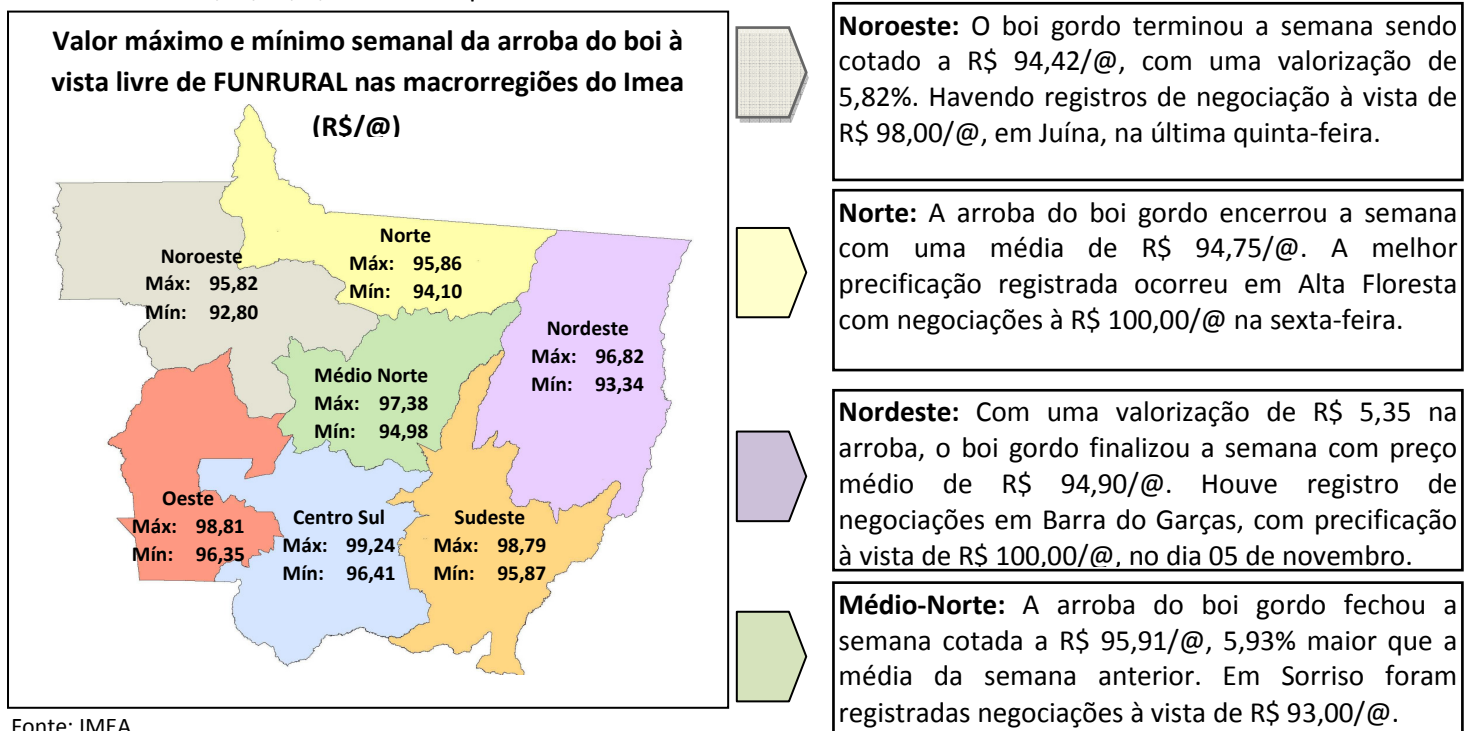 Valor máximo e mínimo semanal da arroba do boi à
vista livre de FUNRURAL nas macrorregiões do Imea
(R$/@)
Norte
Máx: 95,86
Mín: 94,10
Noroeste
Máx: 95,82
Mín: 92,80
Nordeste
Máx: 96,82
Mín: 93,34
Médio Norte
Máx: 97,38
Mín: 94,98
Oeste
Máx: 98,81
Mín: 96,35
Centro Sul
Máx: 99,24
Mín: 96,41
Sudeste
Máx: 98,79
Mín: 95,87
Fonte: IMEA
Noroeste: O boi gordo terminou a semana sendo
cotado a R$ 94,42/@, com uma valorização de
5,82%. Havendo registros de negociação à vista de
R$ 98,00/@, em Juína, na última quinta-feira.
Norte: A arroba do boi gordo encerrou a semana
com uma média de R$ 94,75/@. A melhor
precificação registrada ocorreu em Alta Floresta
com negociações à R$ 100,00/@ na sexta-feira.
Nordeste: Com uma valorização de R$ 5,35 na
arroba, o boi gordo finalizou a semana com preço
médio de R$ 94,90/@. Houve registro de
negociações em Barra do Garças, com precificação
à vista de R$ 100,00/@, no dia 05 de novembro.
Médio-Norte: A arroba do boi gordo fechou a
semana cotada a R$ 95,91/@, 5,93% maior que a
média da semana anterior. Em Sorriso foram
registradas negociações à vista de R$ 93,00/@.